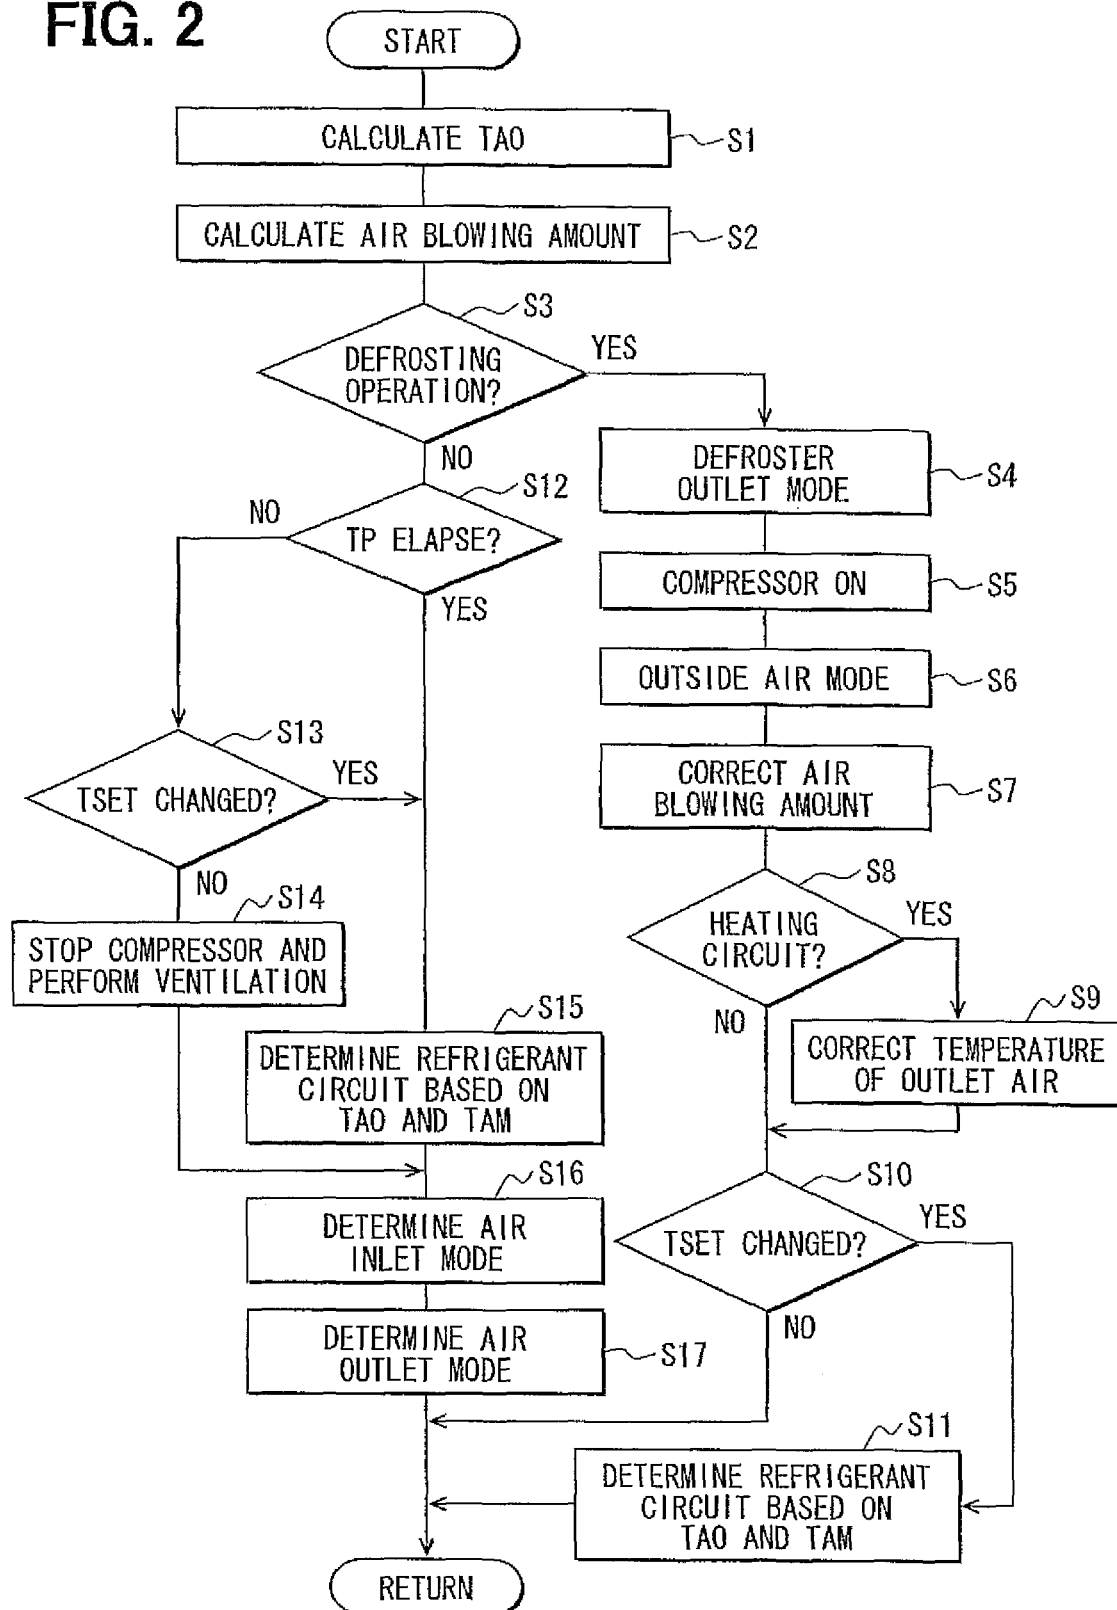 FIG. 2
START
CALCULATE TAO
S1
CALCULATE AIR BLOWING AMOUNT
S2
S3
DEFROSTING
OPERATION?
YES
NO
DEFROSTER
OUTLET MODE
S4
S12
NO
TP ELAPSE?
YES
COMPRESSOR ON
S5
OUTSIDE AIR MODE
S6
S13
TSET CHANGED?
YES
NO
CORRECT AIR
BLOWING AMOUNT
S7
S14
STOP COMPRESSOR AND
PERFORM VENTILATION
S8
HEATING
CIRCUIT?
YES
NO
S9
CORRECT TEMPERATURE
OF OUTLET AIR
S15
DETERMINE REFRIGERANT
CIRCUIT BASED ON
TAO AND TAM
S16
DETERMINE AIR
INLET MODE
S10
TSET CHANGED?
YES
NO
DETERMINE AIR
OUTLET MODE
S17
S11
DETERMINE REFRIGERANT
CIRCUIT BASED ON
TAO AND TAM
RETURN